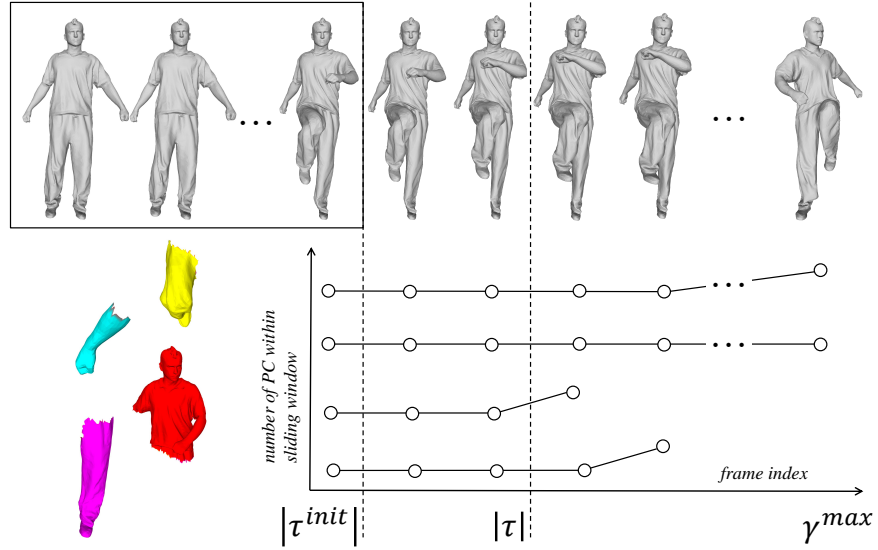 number of PC within
sliding window
frame index
|τ^{init}|
|τ|
γ^{max}